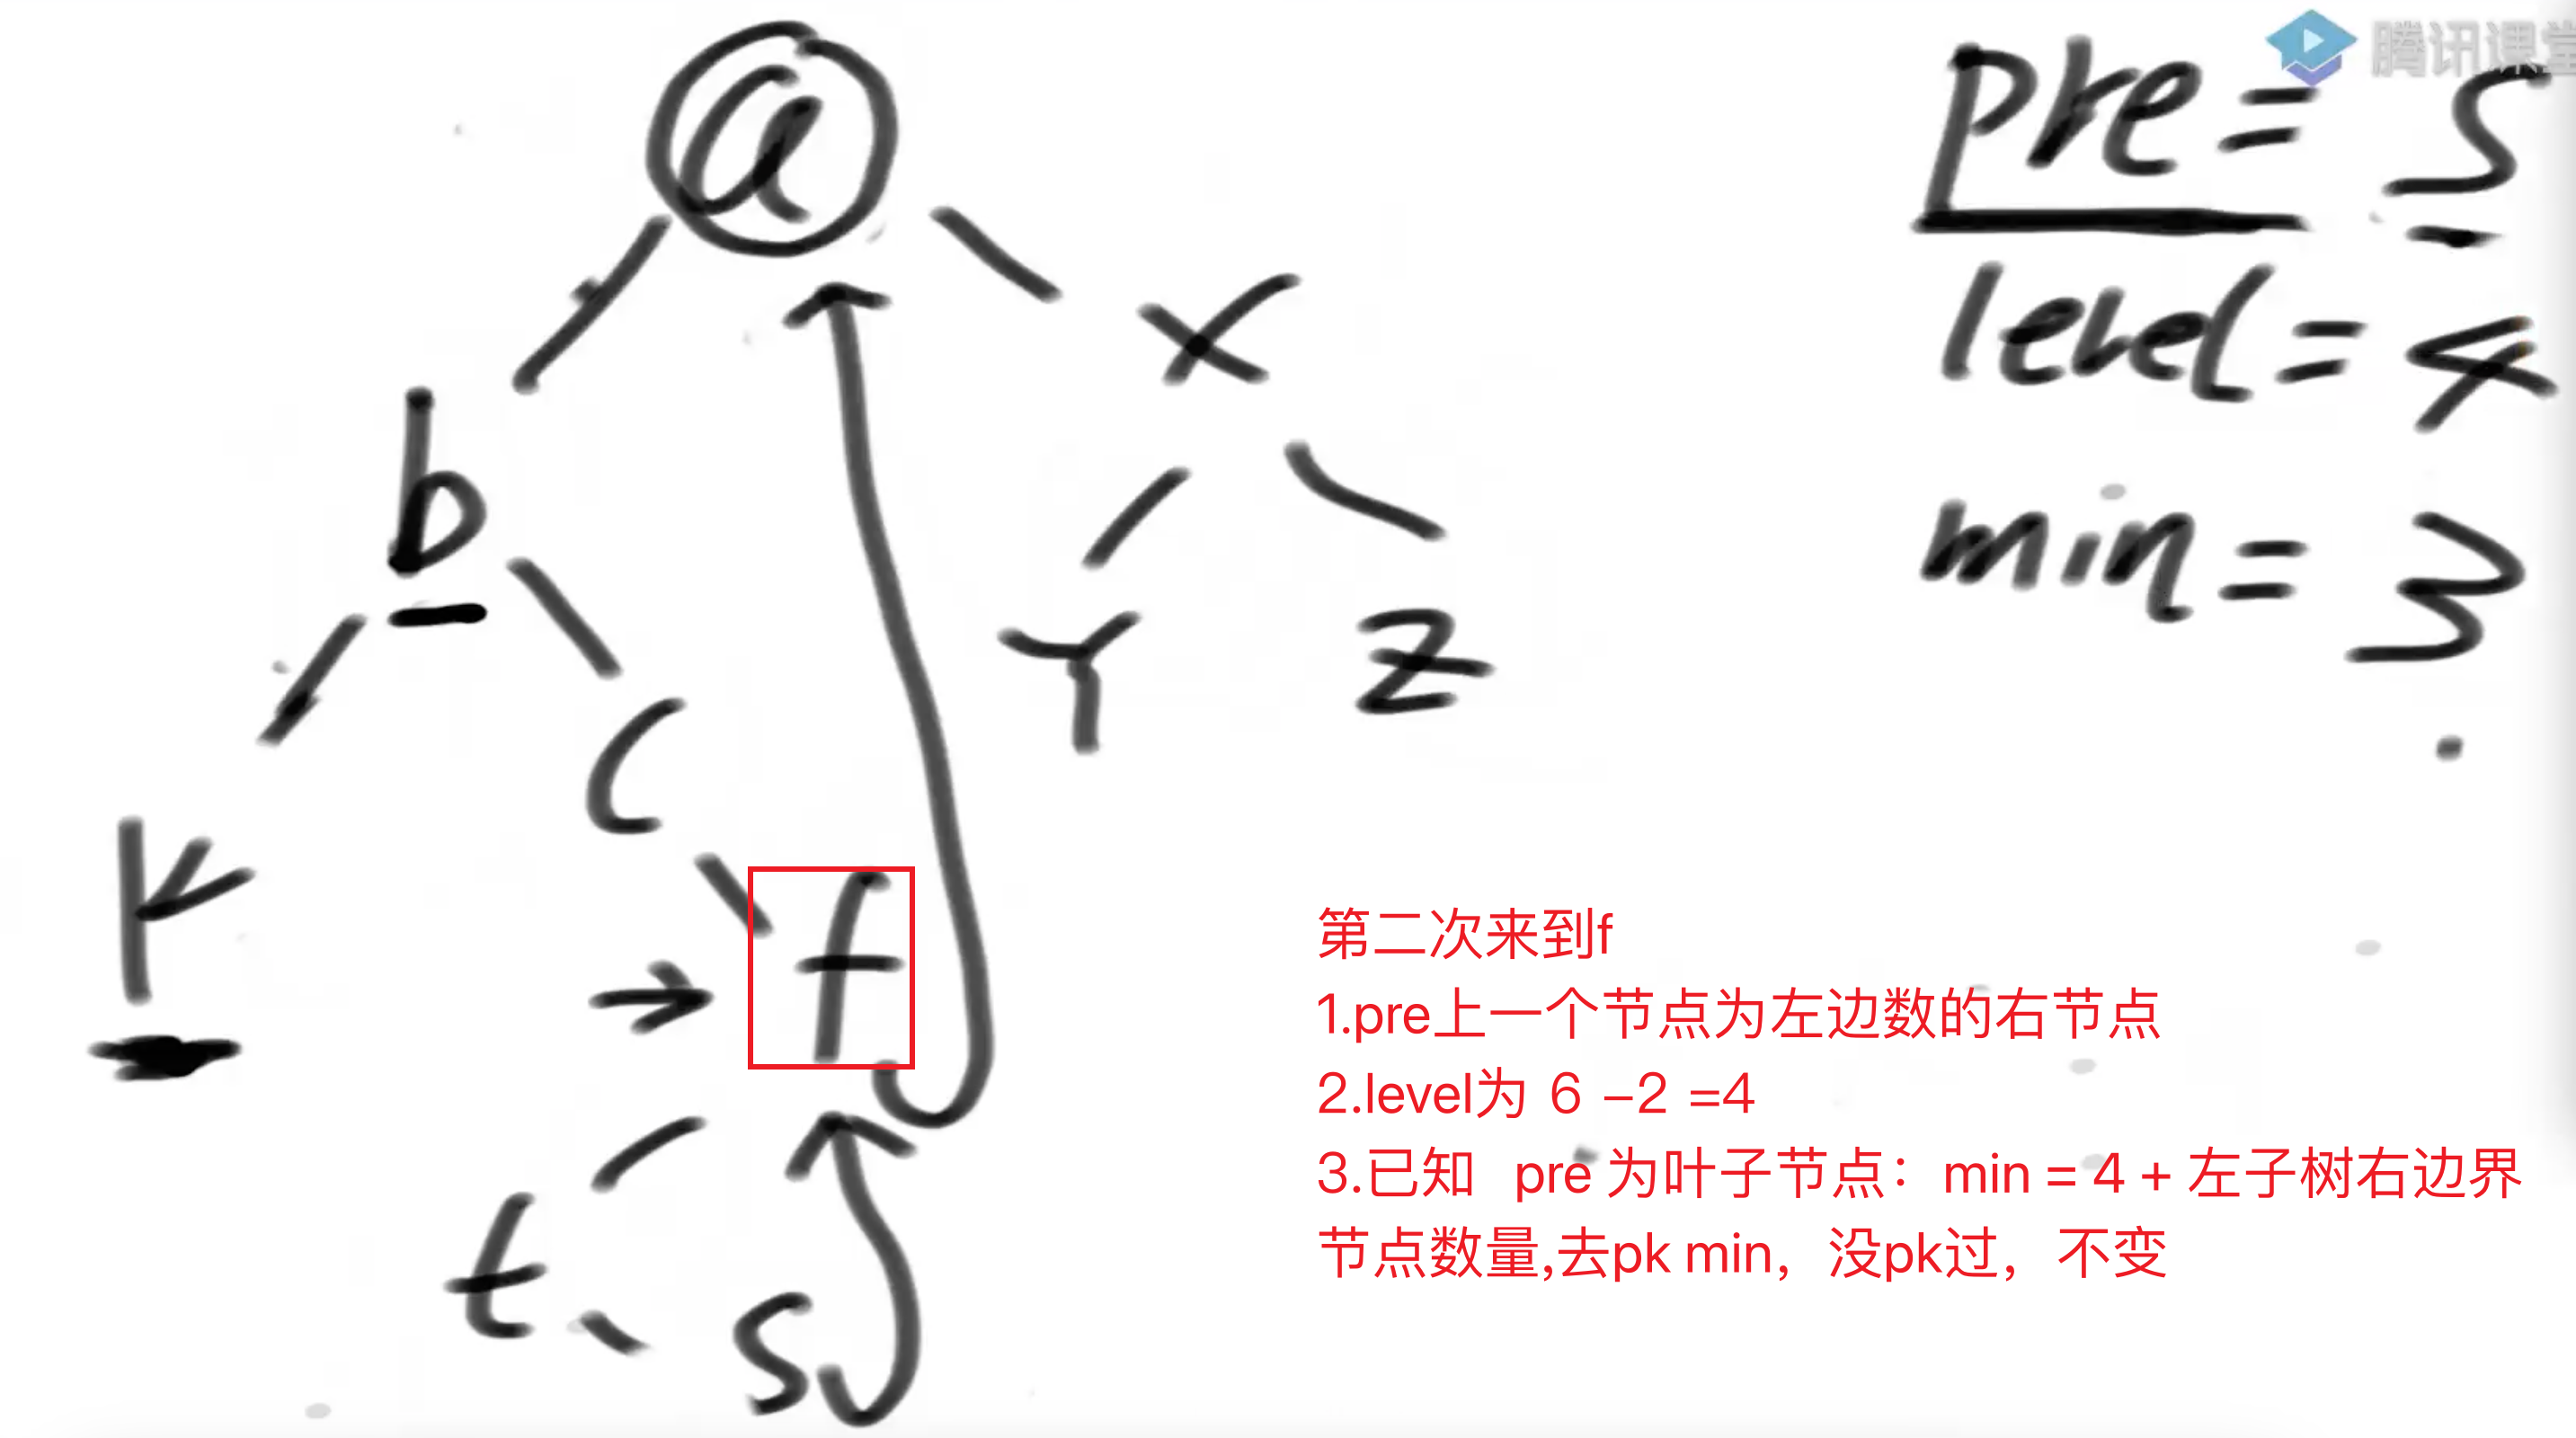 腾讯课堂
a
pre = s
level = 4
min = 3
b
x
k
c
Y
z
f
t
s
第二次来到f
1.pre上一个节点为左边数的右节点
2.level为 6 -2 =4
3.已知 pre 为叶子节点：min = 4 + 左子树右边界
节点数量,去pk min，没pk过，不变